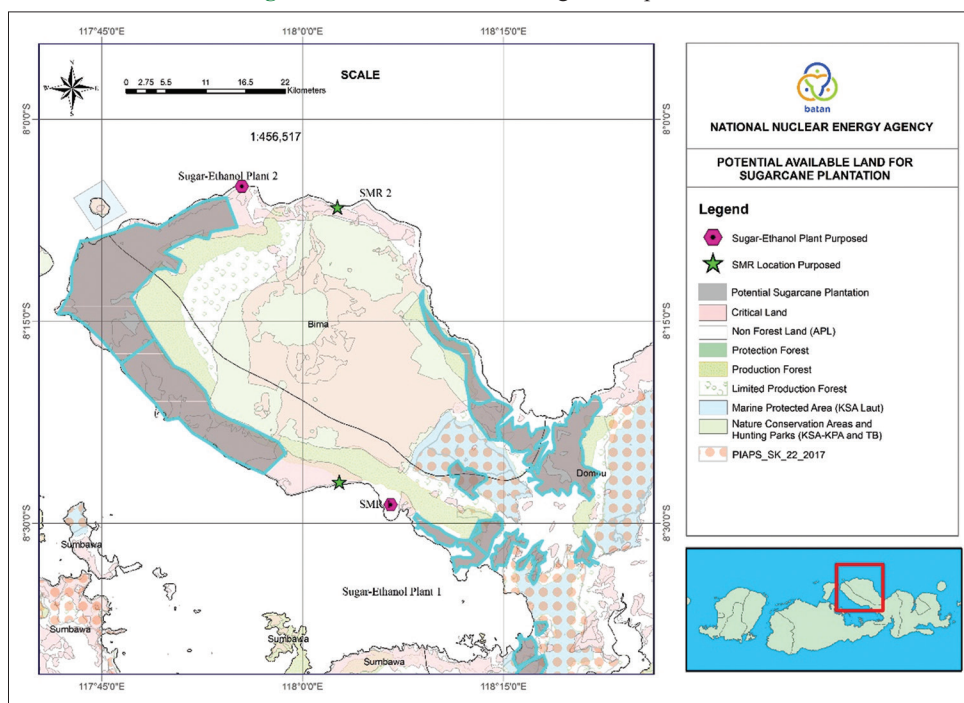 117°45'0"E
118°0'0"E
118°15'0"E
N
W
E
S
SCALE
0 2.75 5.5 11 16.5 22
Kilometers
1:456,517
8°0'0"S
8°0'0"S
Sugar-Ethanol Plant 2
SMR 2
8°15'0"S
8°15'0"S
Bima
Domou
SMR
8°30'0"S
8°30'0"S
Sumbawa
Sugar-Ethanol Plant 1
Sumbawa
Sumbawa
Sumbawa
117°45'0"E
118°0'0"E
118°15'0"E
batan
NATIONAL NUCLEAR ENERGY AGENCY
POTENTIAL AVAILABLE LAND FOR
SUGARCANE PLANTATION
Legend
Sugar-Ethanol Plant Purposed
SMR Location Purposed
Potential Sugarcane Plantation
Critical Land
Non Forest Land (APL)
Protection Forest
Production Forest
Limited Production Forest
Marine Protected Area (KSA Laut)
Nature Conservation Areas and
Hunting Parks (KSA-KPA and TB)
PIAPS_SK_22_2017